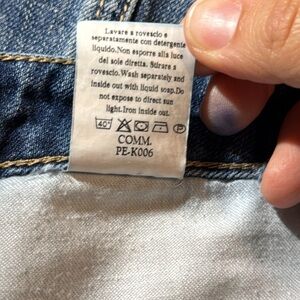 Lavare a rovescio e
separatamente con detergente
liquido.Non esporre alla luce
del sole diretta. Stirare a
rovescio.Wash separately and
inside out with liquid soap.Do
not expose to direct sun
light.Iron inside out.
40° P
COMM.
PE-K006